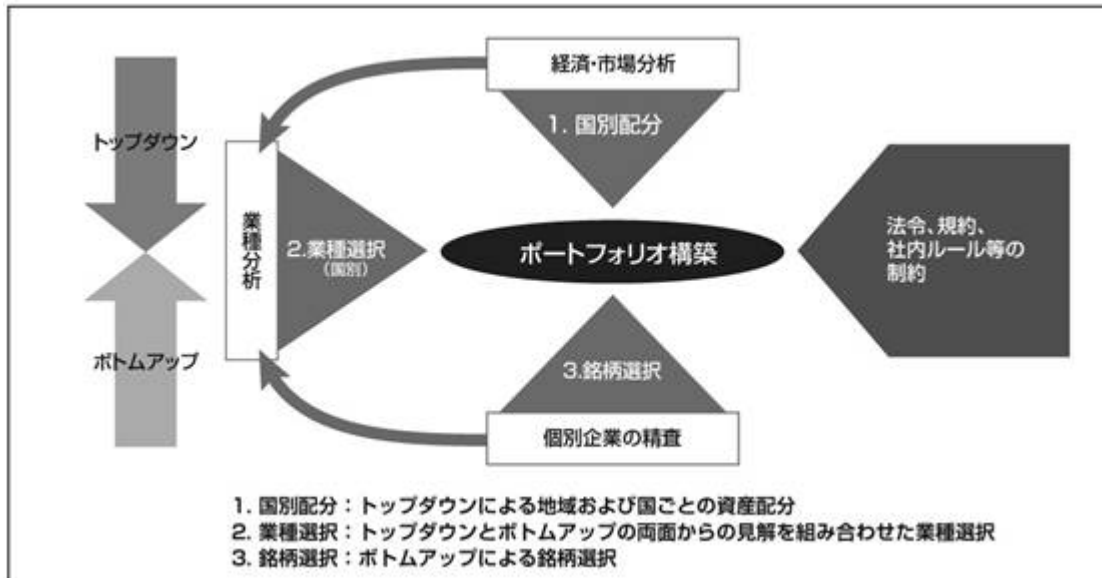 経済・市場分析
1. 国別配分
トップダウン
業種分析
2.業種選択
(国別)
ポートフォリオ構築
法令、規約、
社内ルール等の
制約
ボトムアップ
3.銘柄選択
個別企業の精査
1. 国別配分：トップダウンによる地域および国ごとの資産配分
2. 業種選択：トップダウンとボトムアップの両面からの見解を組み合わせた業種選択
3. 銘柄選択：ボトムアップによる銘柄選択